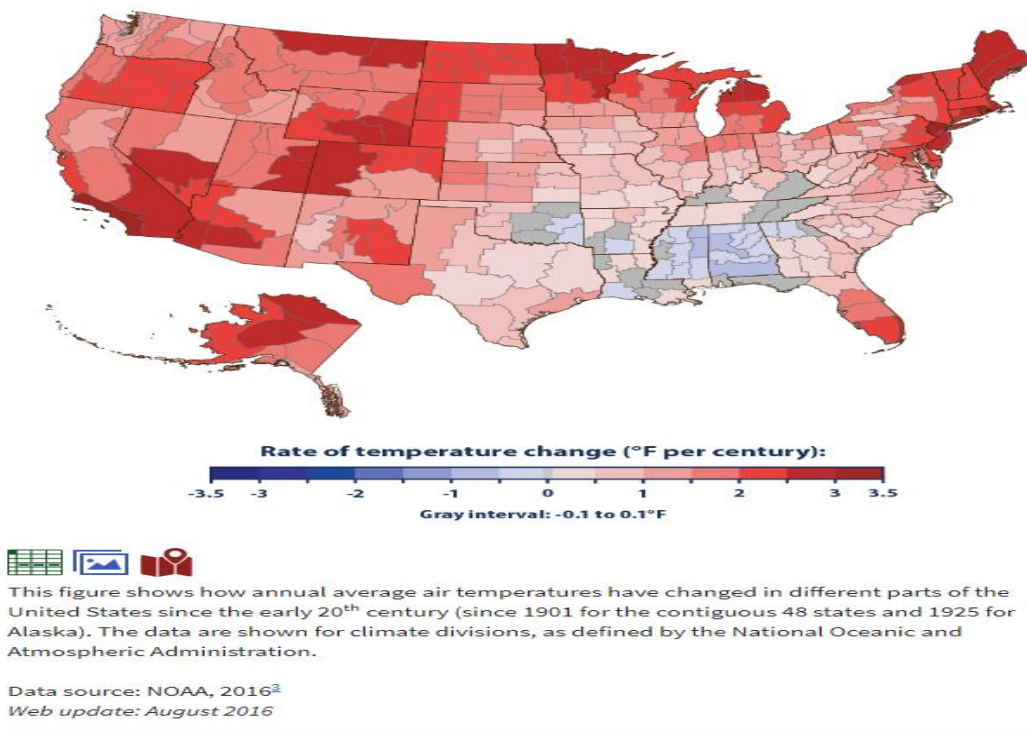 Rate of temperature change (°F per century):
-3.5 -3 -2 -1 0 1 2 3 3.5
Gray interval: -0.1 to 0.1°F
This figure shows how annual average air temperatures have changed in different parts of the
United States since the early 20th century (since 1901 for the contiguous 48 states and 1925 for
Alaska). The data are shown for climate divisions, as defined by the National Oceanic and
Atmospheric Administration.
Data source: NOAA, 20163
Web update: August 2016